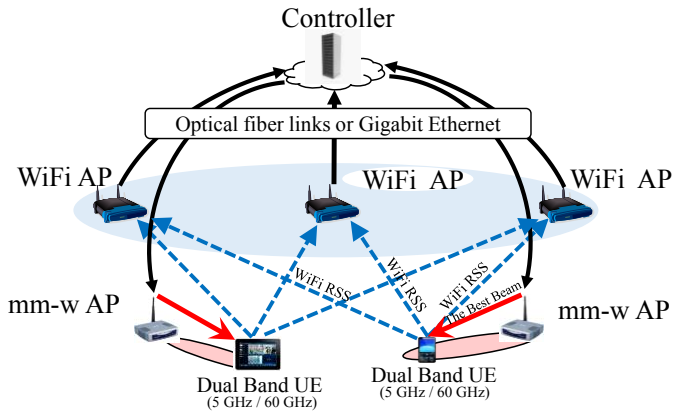 Controller
Optical fiber links or Gigabit Ethernet
WiFi AP
WiFi AP
WiFi AP
WiFi RSS
WiFi RSS
WiFi RSS
The Best Beam
mm-w AP
mm-w AP
Dual Band UE
(5 GHz / 60 GHz)
Dual Band UE
(5 GHz / 60 GHz)